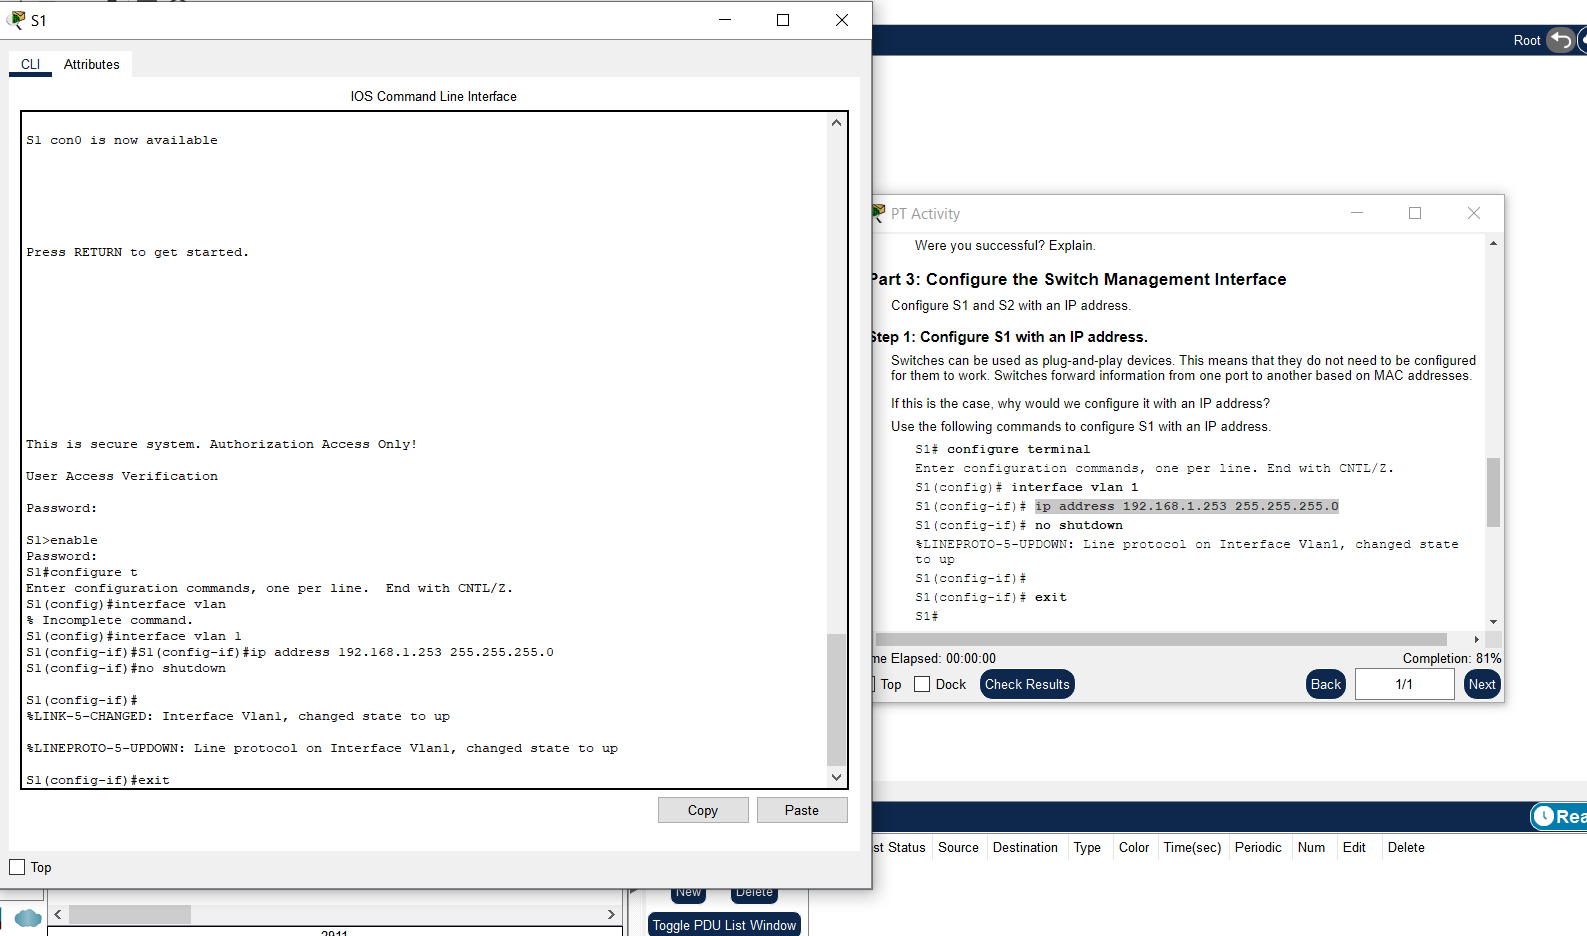 S1
CLI
Attributes
IOS Command Line Interface
S1 con0 is now available
Press RETURN to get started.
This is secure system. Authorization Access Only!
User Access Verification
Password:
S1>enable
Password:
S1#configure t
Enter configuration commands, one per line.  End with CNTL/Z.
S1(config)#interface vlan
% Incomplete command.
S1(config)#interface vlan 1
S1(config-if)#S1(config-if)#ip address 192.168.1.253 255.255.255.0
S1(config-if)#no shutdown
S1(config-if)#
%LINK-5-CHANGED: Interface Vlan1, changed state to up
%LINEPROTO-5-UPDOWN: Line protocol on Interface Vlan1, changed state to up
S1(config-if)#exit
Copy
Paste
Top
Root
PT Activity
Were you successful? Explain.
Part 3: Configure the Switch Management Interface
Configure S1 and S2 with an IP address.
Step 1: Configure S1 with an IP address.
Switches can be used as plug-and-play devices. This means that they do not need to be configured
for them to work. Switches forward information from one port to another based on MAC addresses.
If this is the case, why would we configure it with an IP address?
Use the following commands to configure S1 with an IP address.
S1# configure terminal
Enter configuration commands, one per line. End with CNTL/Z.
S1(config)# interface vlan 1
S1(config-if)# ip address 192.168.1.253 255.255.255.0
S1(config-if)# no shutdown
%LINEPROTO-5-UPDOWN: Line protocol on Interface Vlan1, changed state
to up
S1(config-if)#
S1(config-if)# exit
S1#
me Elapsed: 00:00:00
Completion: 81%
Top
Dock
Check Results
Back
1/1
Next
Rea
st Status
Source
Destination
Type
Color
Time(sec)
Periodic
Num
Edit
Delete
New
Delete
Toggle PDU List Window
2911